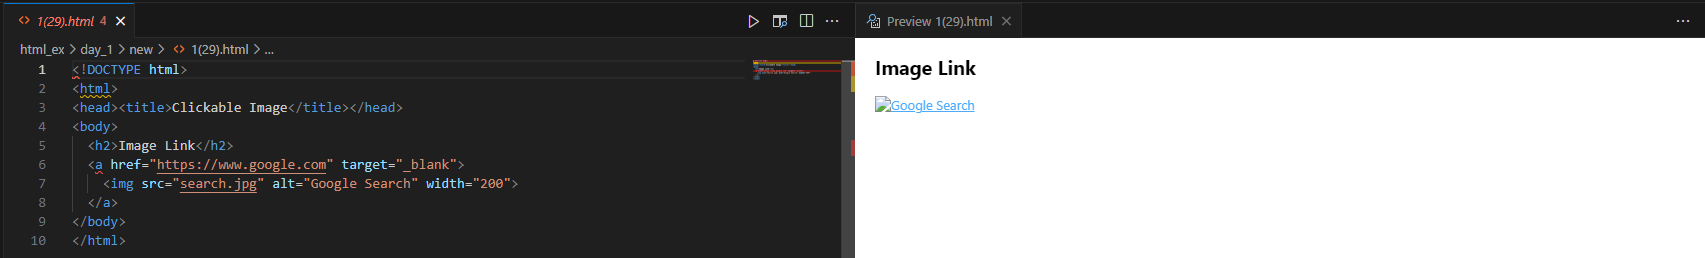 1(29).html 4
Preview 1(29).html
html_ex > day_1 > new > 1(29).html > ...
1 <!DOCTYPE html>
2 <html>
3 <head><title>Clickable Image</title></head>
4 <body>
5 <h2>Image Link</h2>
6 <a href="https://www.google.com" target="_blank">
7 <img src="search.jpg" alt="Google Search" width="200">
8 </a>
9 </body>
10 </html>
Image Link
Google Search